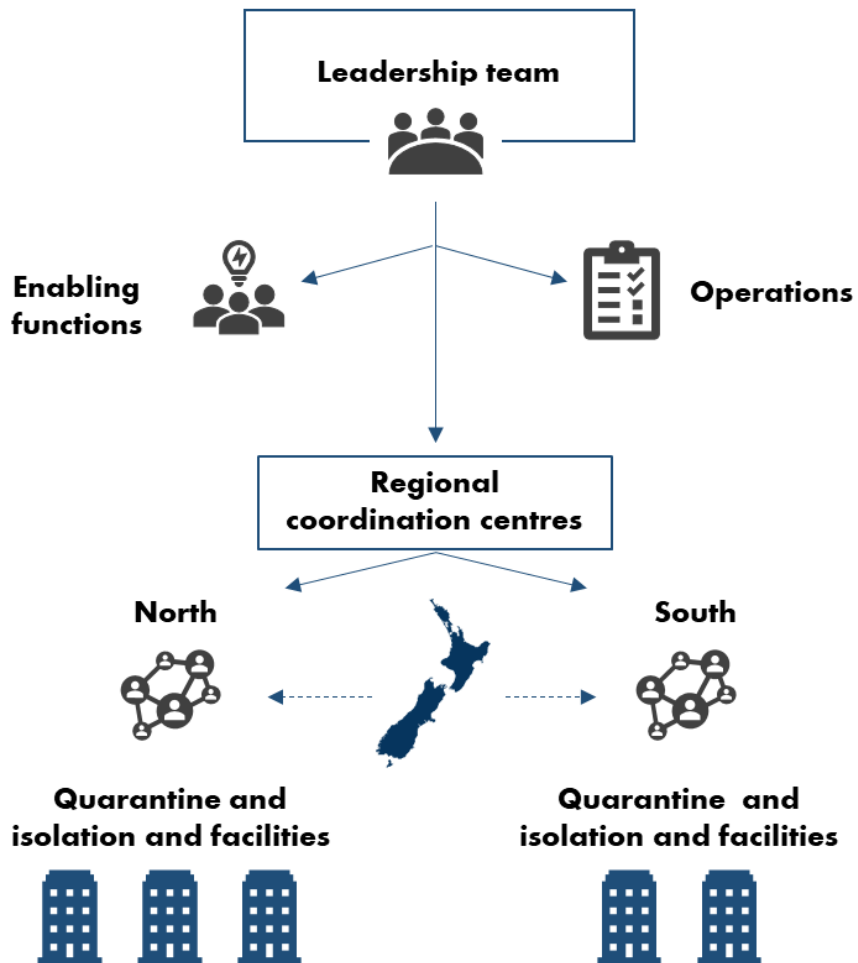 Leadership team
Enabling
functions
Operations
Regional
coordination centres
North
South
Quarantine and
isolation and facilities
Quarantine  and
isolation and facilities